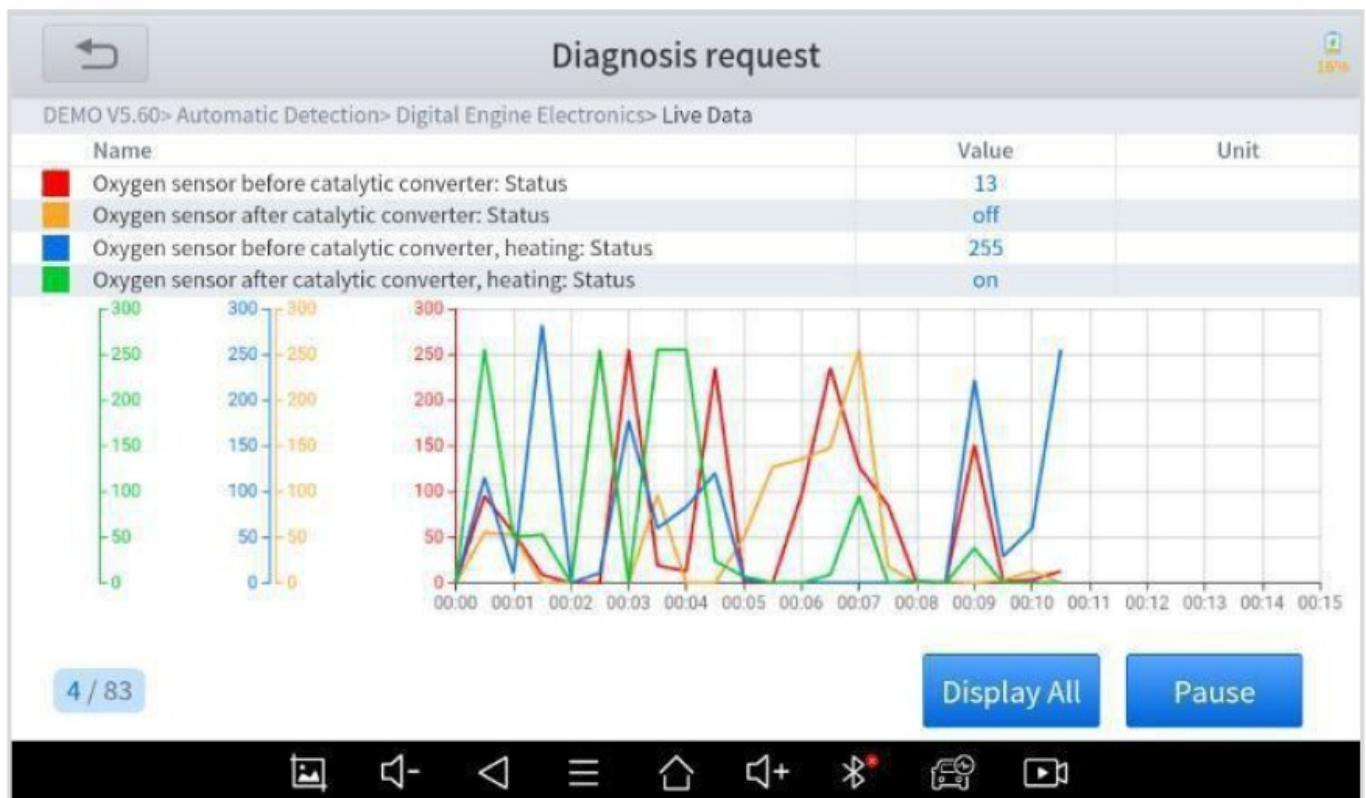 Diagnosis request
16%
DEMO V5.60> Automatic Detection> Digital Engine Electronics> Live Data
Name Value Unit
Oxygen sensor before catalytic converter: Status 13
Oxygen sensor after catalytic converter: Status off
Oxygen sensor before catalytic converter, heating: Status 255
Oxygen sensor after catalytic converter, heating: Status on
300 300 300 300
250 250 250 250
200 200 200 200
150 150 150 150
100 100 100 100
50 50 50 50
0 0 0 0
00:00 00:01 00:02 00:03 00:04 00:05 00:06 00:07 00:08 00:09 00:10 00:11 00:12 00:13 00:14 00:15
4 / 83
Display All
Pause